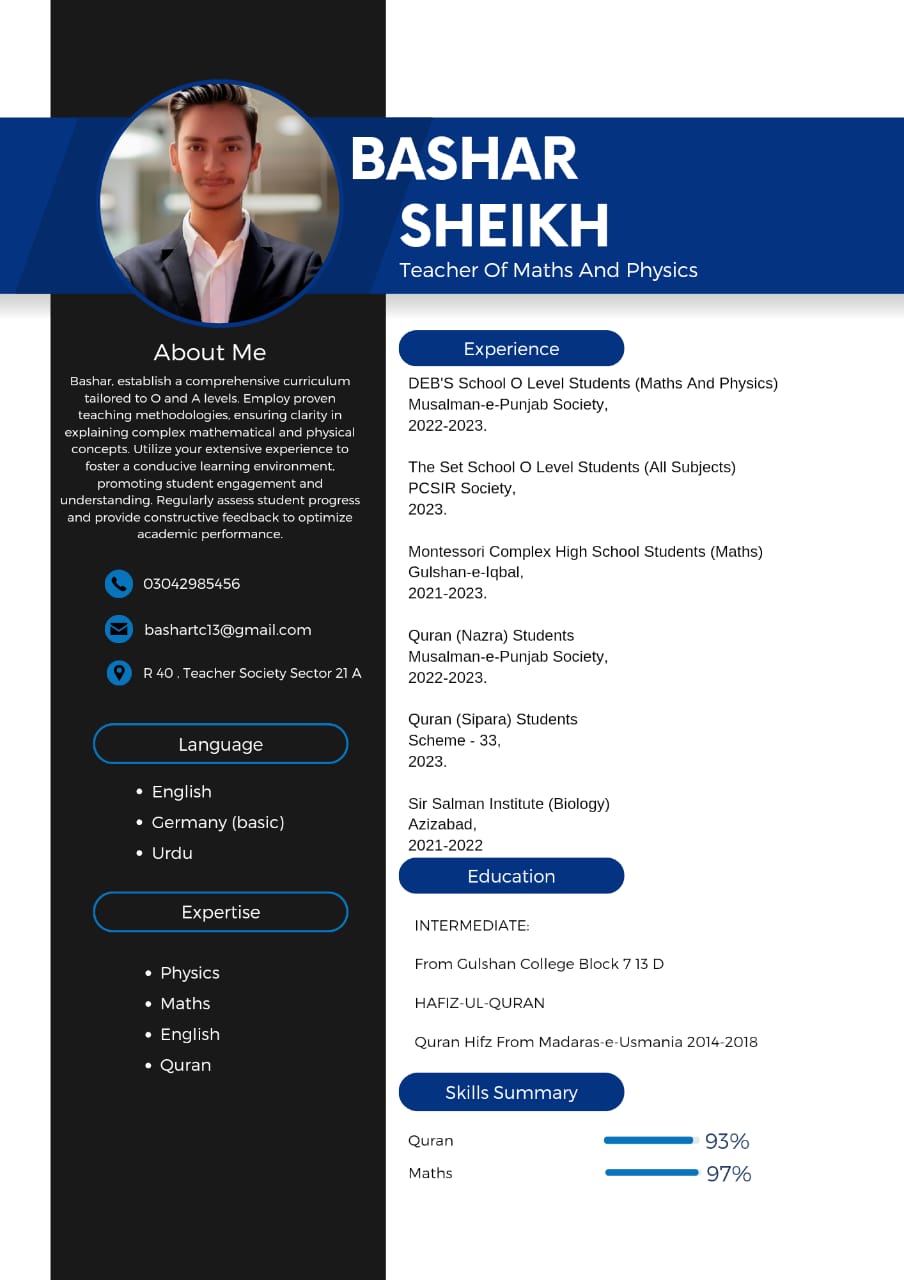 BASHAR
SHEIKH
Teacher Of Maths And Physics
About Me
Bashar, establish a comprehensive curriculum
tailored to O and A levels. Employ proven
teaching methodologies, ensuring clarity in
explaining complex mathematical and physical
concepts. Utilize your extensive experience to
foster a conducive learning environment,
promoting student engagement and
understanding. Regularly assess student progress
and provide constructive feedback to optimize
academic performance.
03042985456
bashartc13@gmail.com
R 40 . Teacher Society Sector 21 A
Language
• English
• Germany (basic)
• Urdu
Expertise
• Physics
• Maths
• English
• Quran
Experience
DEB'S School O Level Students (Maths And Physics)
Musalman-e-Punjab Society,
2022-2023.
The Set School O Level Students (All Subjects)
PCSIR Society,
2023.
Montessori Complex High School Students (Maths)
Gulshan-e-Iqbal,
2021-2023.
Quran (Nazra) Students
Musalman-e-Punjab Society,
2022-2023.
Quran (Sipara) Students
Scheme - 33,
2023.
Sir Salman Institute (Biology)
Azizabad,
2021-2022
Education
INTERMEDIATE:
From Gulshan College Block 7 13 D
HAFIZ-UL-QURAN
Quran Hifz From Madaras-e-Usmania 2014-2018
Skills Summary
Quran 93%
Maths 97%